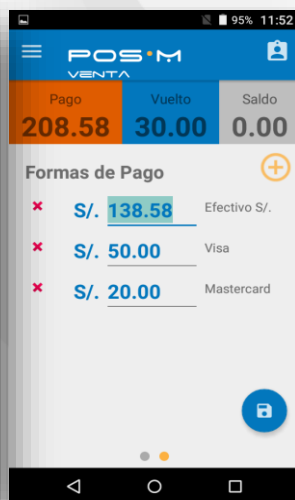 95% 11:52
POS·M
VENTA
Pago Vuelto Saldo
208.58 30.00 0.00
Formas de Pago
S/. 138.58 Efectivo S/.
S/. 50.00 Visa
S/. 20.00 Mastercard